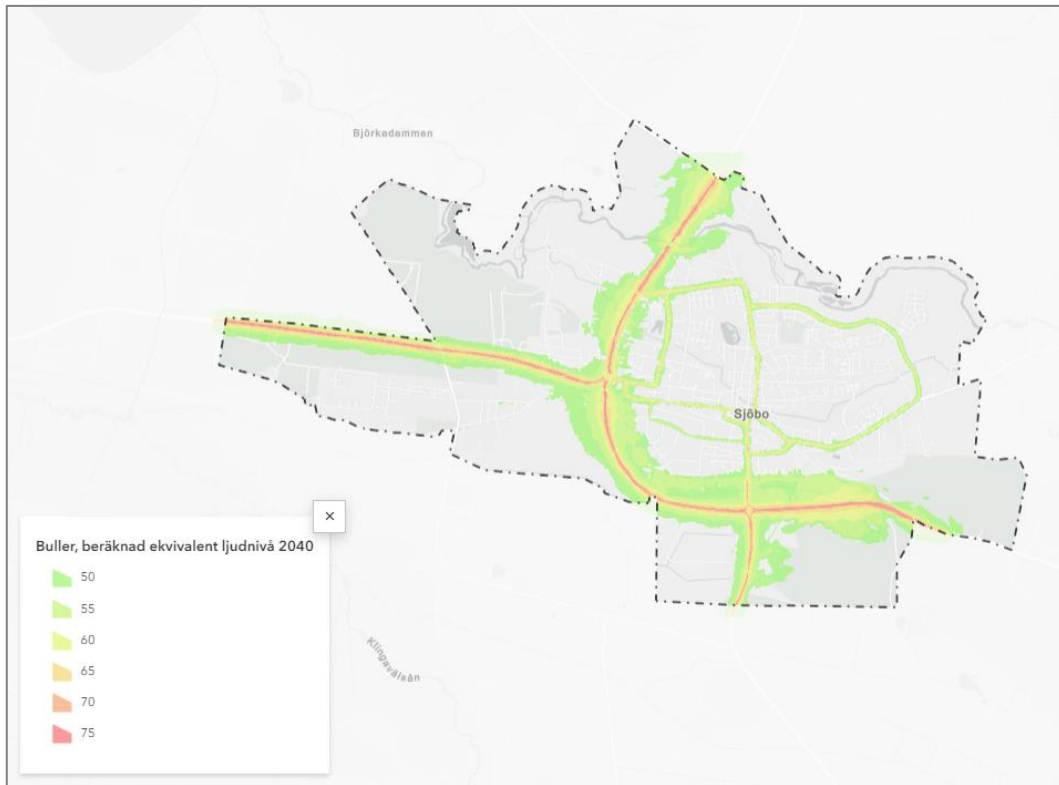 Björkadammen
Sjöbo
Klingavälsån
×
Buller, beräknad ekvivalent ljudnivå 2040
50
55
60
65
70
75